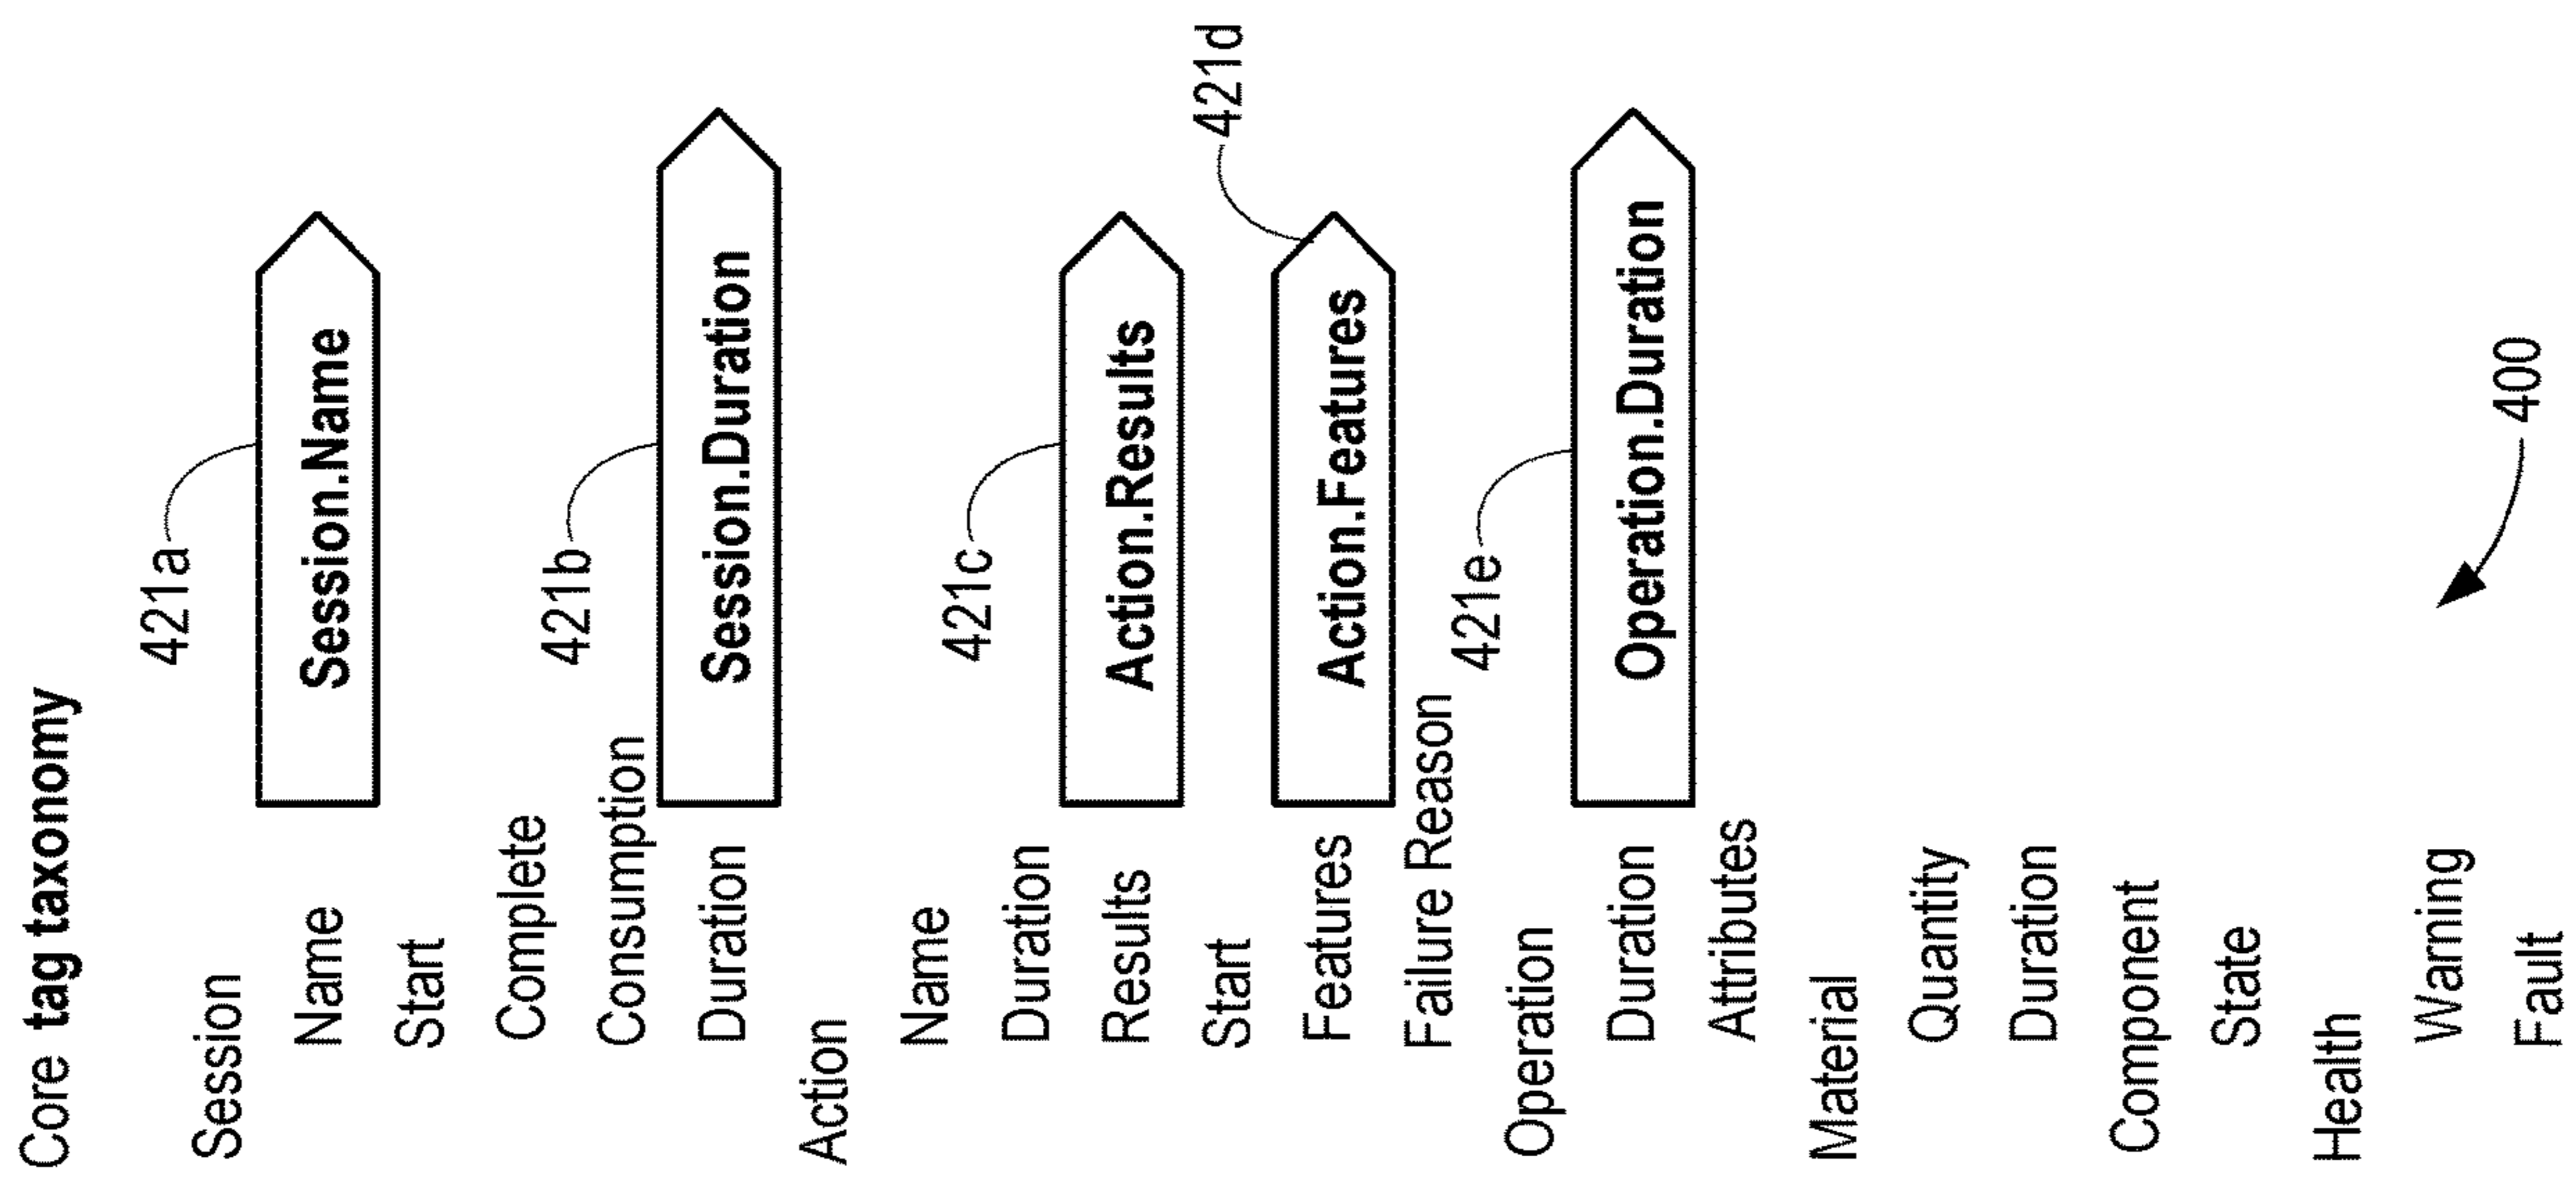 Core tag taxonomy
421a
Session
Name
Session.Name
Start
Complete
421b
Consumption
Duration
Session.Duration
Action
Name
421c
Duration
Results
Action.Results
Start
421d
Features
Action.Features
Failure Reason
421e
Operation
Duration
Operation.Duration
Attributes
Material
Quantity
Duration
Component
State
Health
Warning
Fault
400